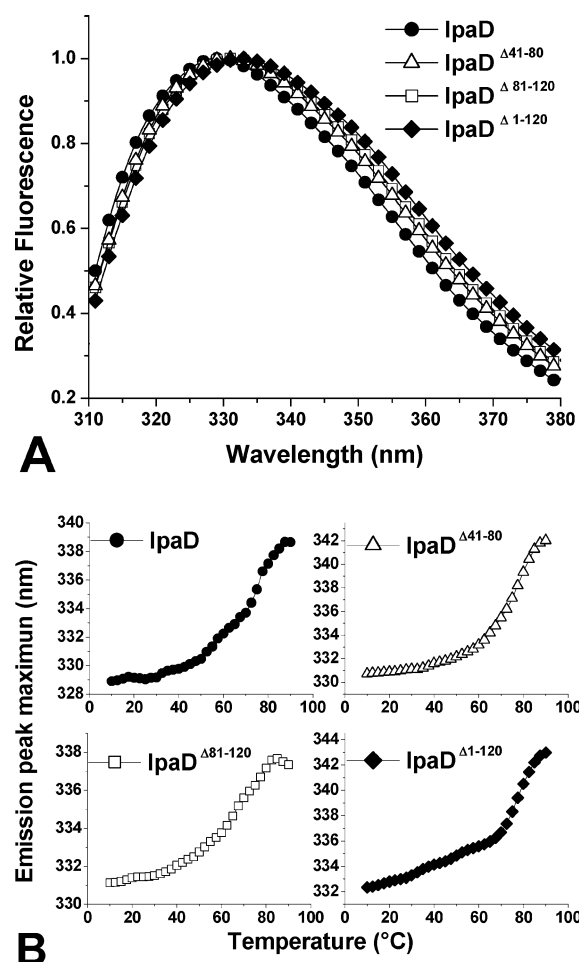 IpaD
IpaD Δ41-80
IpaD Δ 81-120
IpaD Δ 1-120
1.0
0.8
0.6
0.4
0.2
Relative Fluorescence
310 320 330 340 350 360 370 380
Wavelength (nm)
A
Emission peak maximun (nm)
340
338
336
334
332
330
328
0 20 40 60 80 100
IpaD
342
340
338
336
334
332
330
0 20 40 60 80 100
IpaD Δ41-80
338
336
334
332
330
0 20 40 60 80 100
IpaD Δ81-120
344
342
340
338
336
334
332
0 20 40 60 80 100
IpaD Δ1-120
Temperature (°C)
B